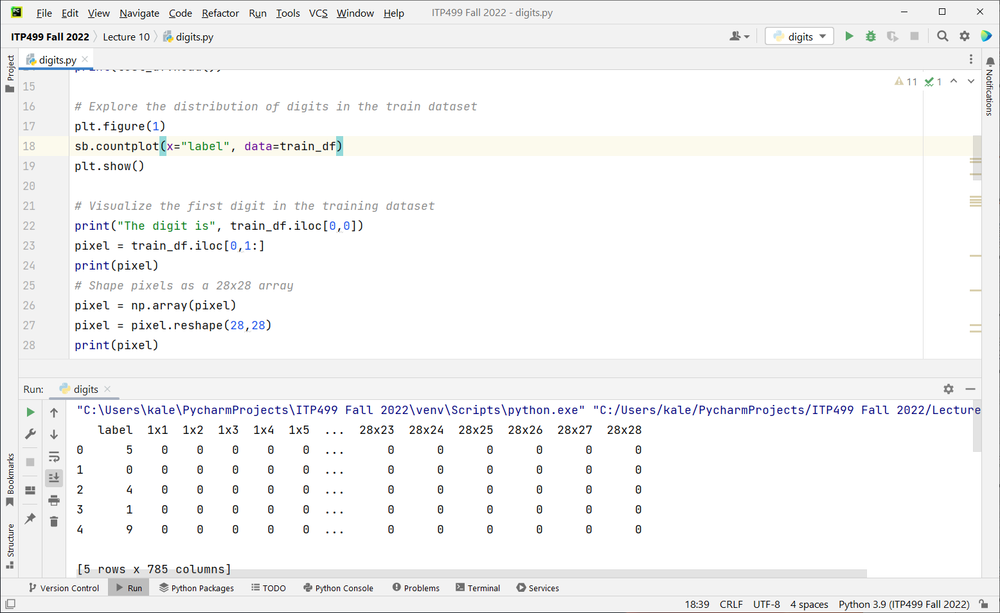 File Edit View Navigate Code Refactor Run Tools VCS Window Help ITP499 Fall 2022 - digits.py
ITP499 Fall 2022 Lecture 10 digits.py digits
Project
digits.py
Notifications
11 1
15
16 # Explore the distribution of digits in the train dataset
17 plt.figure(1)
18 sb.countplot(x="label", data=train_df)
19 plt.show()
20
21 # Visualize the first digit in the training dataset
22 print("The digit is", train_df.iloc[0,0])
23 pixel = train_df.iloc[0,1:]
24 print(pixel)
25 # Shape pixels as a 28x28 array
26 pixel = np.array(pixel)
27 pixel = pixel.reshape(28,28)
28 print(pixel)
Run: digits
"C:\Users\kale\PycharmProjects\ITP499 Fall 2022\venv\Scripts\python.exe" "C:/Users/kale/PycharmProjects/ITP499 Fall 2022/Lecture
label 1x1 1x2 1x3 1x4 1x5 ... 28x23 28x24 28x25 28x26 28x27 28x28
0 5 0 0 0 0 0 ... 0 0 0 0 0 0
1 0 0 0 0 0 0 ... 0 0 0 0 0 0
2 4 0 0 0 0 0 ... 0 0 0 0 0 0
3 1 0 0 0 0 0 ... 0 0 0 0 0 0
4 9 0 0 0 0 0 ... 0 0 0 0 0 0
[5 rows x 785 columns]
Bookmarks
Structure
Version Control Run Python Packages TODO Python Console Problems Terminal Services
18:39 CRLF UTF-8 4 spaces Python 3.9 (ITP499 Fall 2022)